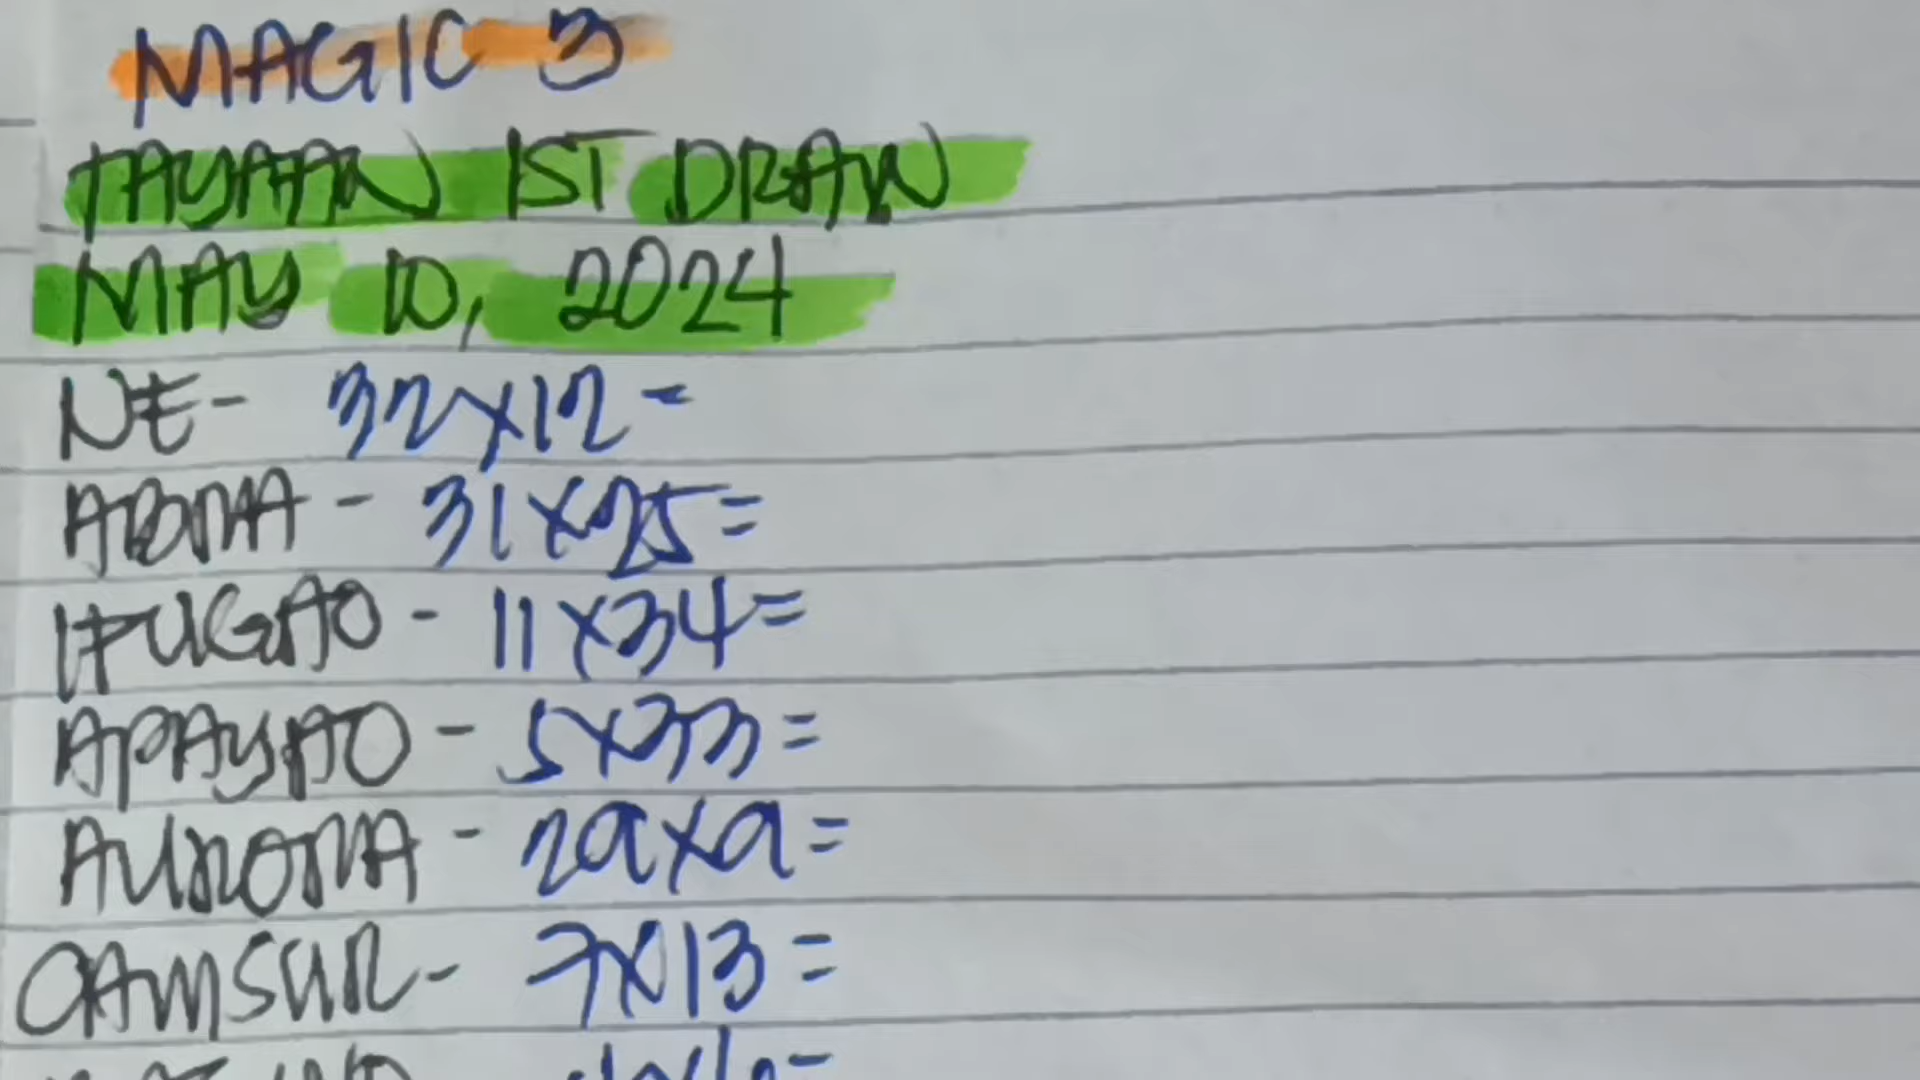 MAGIC 3
TAYAAN 1ST DRAW
MAY 10, 2024
NE- 32x12=
ABRA - 31x25=
IFUGAO - 11x34=
APAYAO - 5x33=
AURORA - 29x9=
CAMSUR- 7x13=